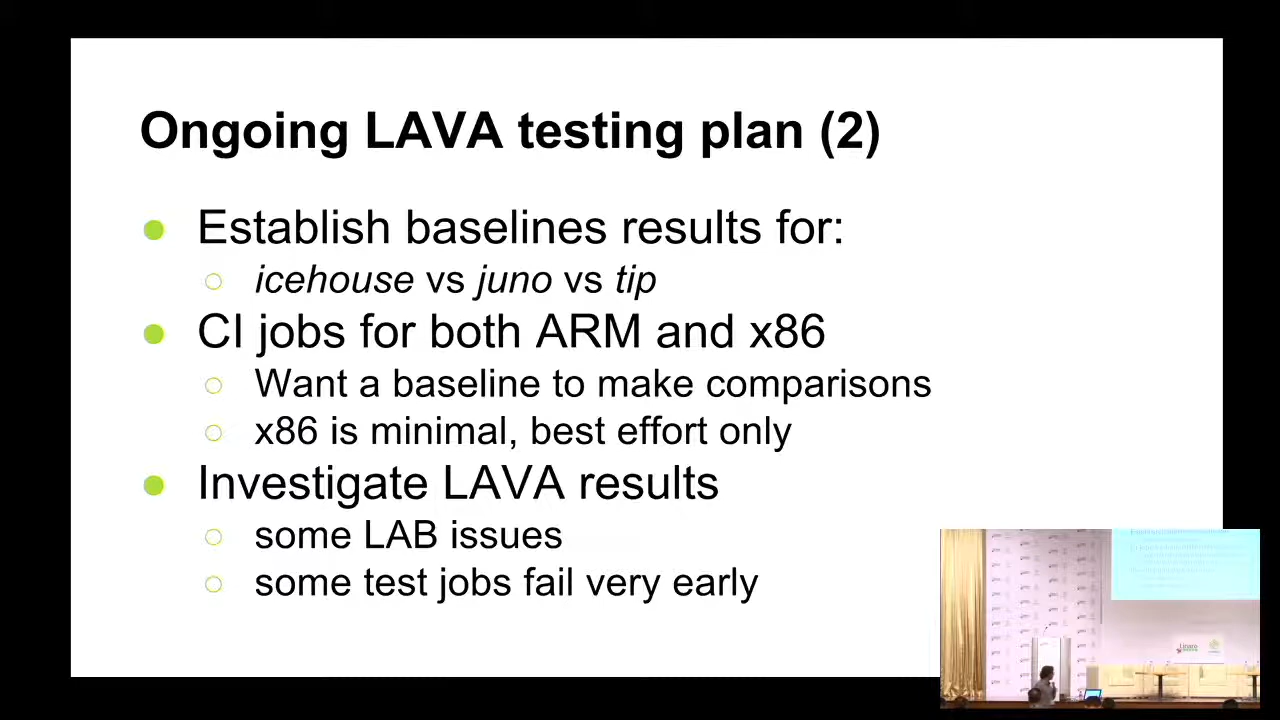 Ongoing LAVA testing plan (2)
Establish baselines results for:
icehouse vs juno vs tip
CI jobs for both ARM and x86
Want a baseline to make comparisons
x86 is minimal, best effort only
Investigate LAVA results
some LAB issues
some test jobs fail very early
Linaro